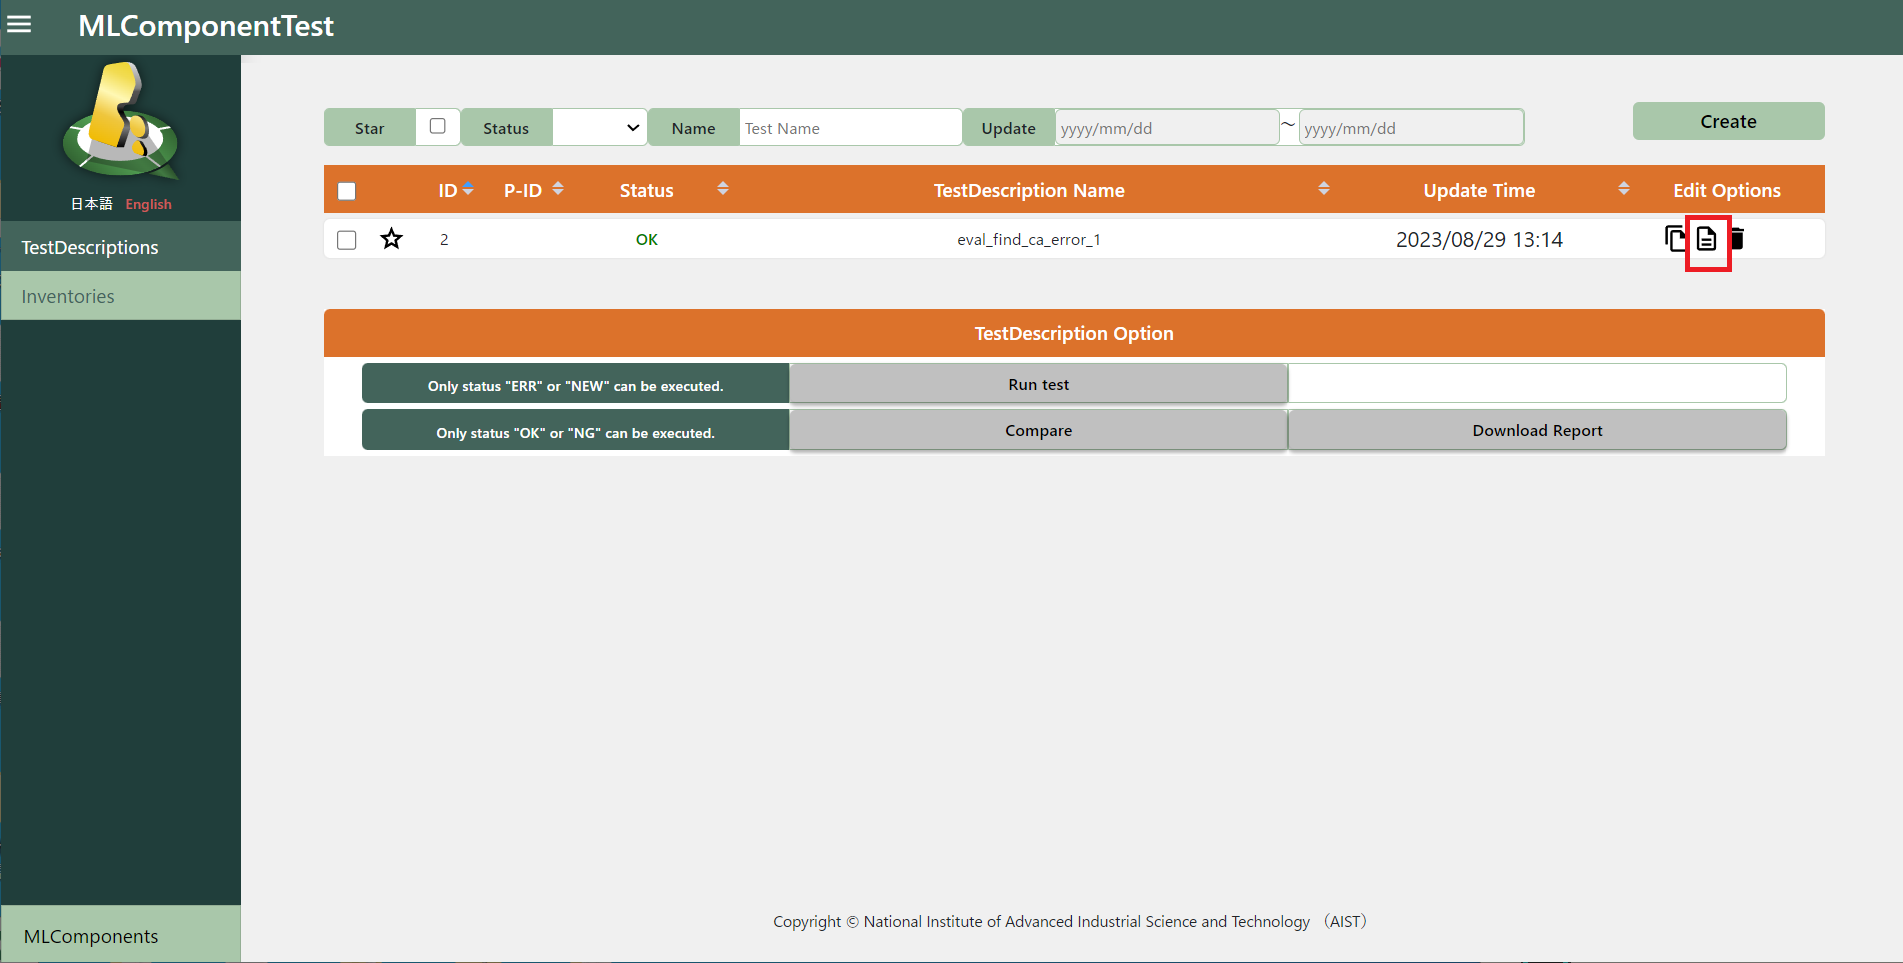 MLComponentTest
日本語 English
TestDescriptions
Inventories
MLComponents
Star Status Name Test Name Update yyyy/mm/dd ~ yyyy/mm/dd
Create
ID P-ID Status TestDescription Name Update Time Edit Options
2 OK eval_find_ca_error_1 2023/08/29 13:14
TestDescription Option
Only status "ERR" or "NEW" can be executed. Run test
Only status "OK" or "NG" can be executed. Compare Download Report
Copyright © National Institute of Advanced Industrial Science and Technology （AIST）